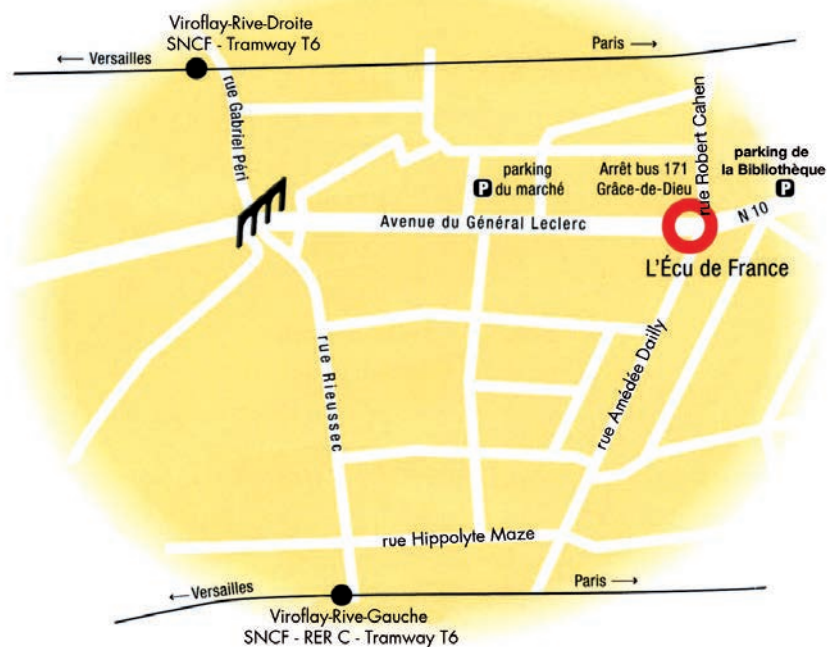 Viroflay-Rive-Droite
SNCF - Tramway T6
← Versailles
Paris →
rue Gabriel Péri
rue Robert Cahen
P
parking
du marché
Arrêt bus 171
Grâce-de-Dieu
parking de
la Bibliothèque
P
Avenue du Général Leclerc
N 10
L'Écu de France
rue Rieussec
rue Amédée Dailly
rue Hippolyte Maze
← Versailles
Paris →
Viroflay-Rive-Gauche
SNCF - RER C - Tramway T6